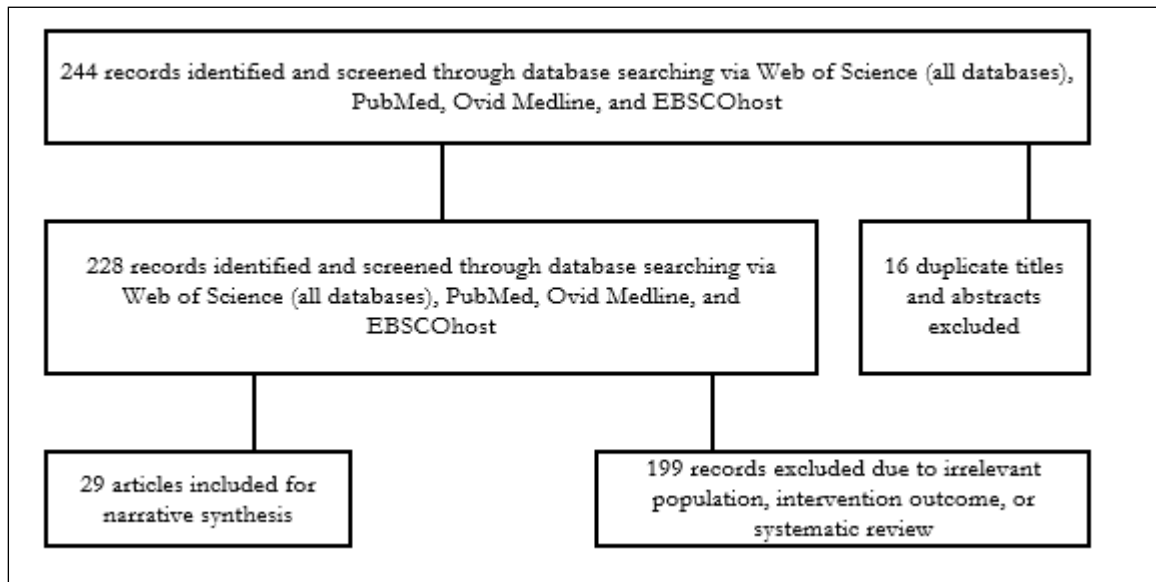 244 records identified and screened through database searching via Web of Science (all databases),
PubMed, Ovid Medline, and EBSCOhost
228 records identified and screened through database searching via
Web of Science (all databases), PubMed, Ovid Medline, and
EBSCOhost
16 duplicate titles
and abstracts
excluded
29 articles included for
narrative synthesis
199 records excluded due to irrelevant
population, intervention outcome, or
systematic review